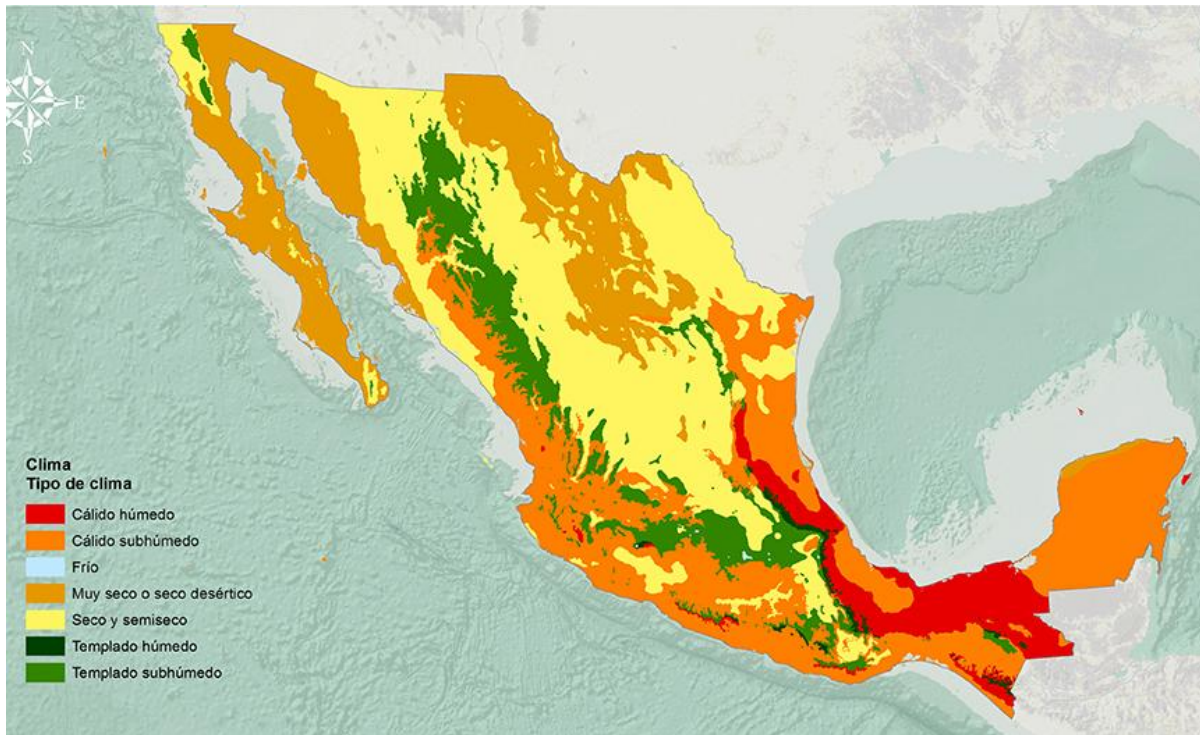 N
E
S
Clima
Tipo de clima
Cálido húmedo
Cálido subhúmedo
Frío
Muy seco o seco desértico
Seco y semiseco
Templado húmedo
Templado subhúmedo